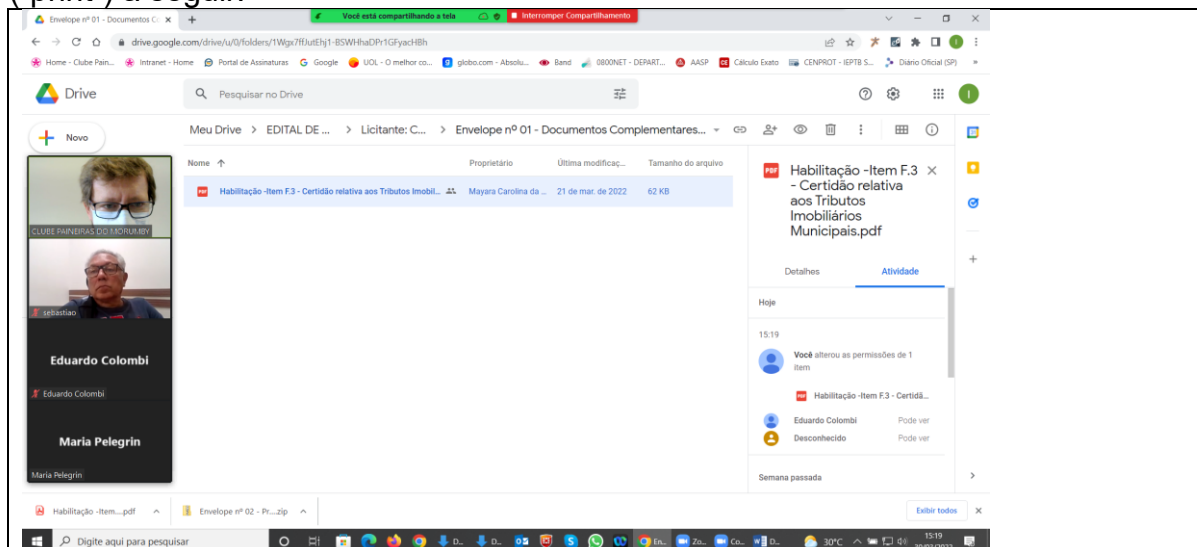 ( print ) a seguir:
Envelope nº 01 - Documentos C
Você está compartilhando a tela
Interromper Compartilhamento
drive.google.com/drive/u/0/folders/1Wgx7ffJutEhj1-BSWHhaDPr1GFyacH8h
Home - Clube Pain...
Intranet - Home
Portal de Assinaturas
Google
UOL - O melhor co...
globo.com - Absolu...
Band
0800NET - DEPART...
AASP
Cálculo Exato
CENPROT - IEPTB S...
Diário Oficial (SP)
Drive
Pesquisar no Drive
Novo
Meu Drive > EDITAL DE ... > Licitante: C... > Envelope nº 01 - Documentos Complementares...
Nome
Proprietário
Última modificaç...
Tamanho do arquivo
Habilitação -Item F.3 - Certidão relativa aos Tributos Imobil...
Mayara Carolina da ...
21 de mar. de 2022
62 KB
Habilitação -Item F.3
- Certidão relativa
aos Tributos
Imobiliários
Municipais.pdf
Detalhes
Atividade
Hoje
15:19
Você alterou as permissões de 1
item
Habilitação -Item F.3 - Certidã...
Eduardo Colombi
Pode ver
Desconhecido
Pode ver
Semana passada
CLUBE PAINEIRAS DO MORUMBY
sebastiao
Eduardo Colombi
Eduardo Colombi
Maria Pelegrin
Maria Pelegrin
Habilitação -Item....pdf
Envelope nº 02 - Pr....zip
Exibir todos
Digite aqui para pesquisar
D...
D...
En...
Zo...
Co...
D...
30°C
15:19